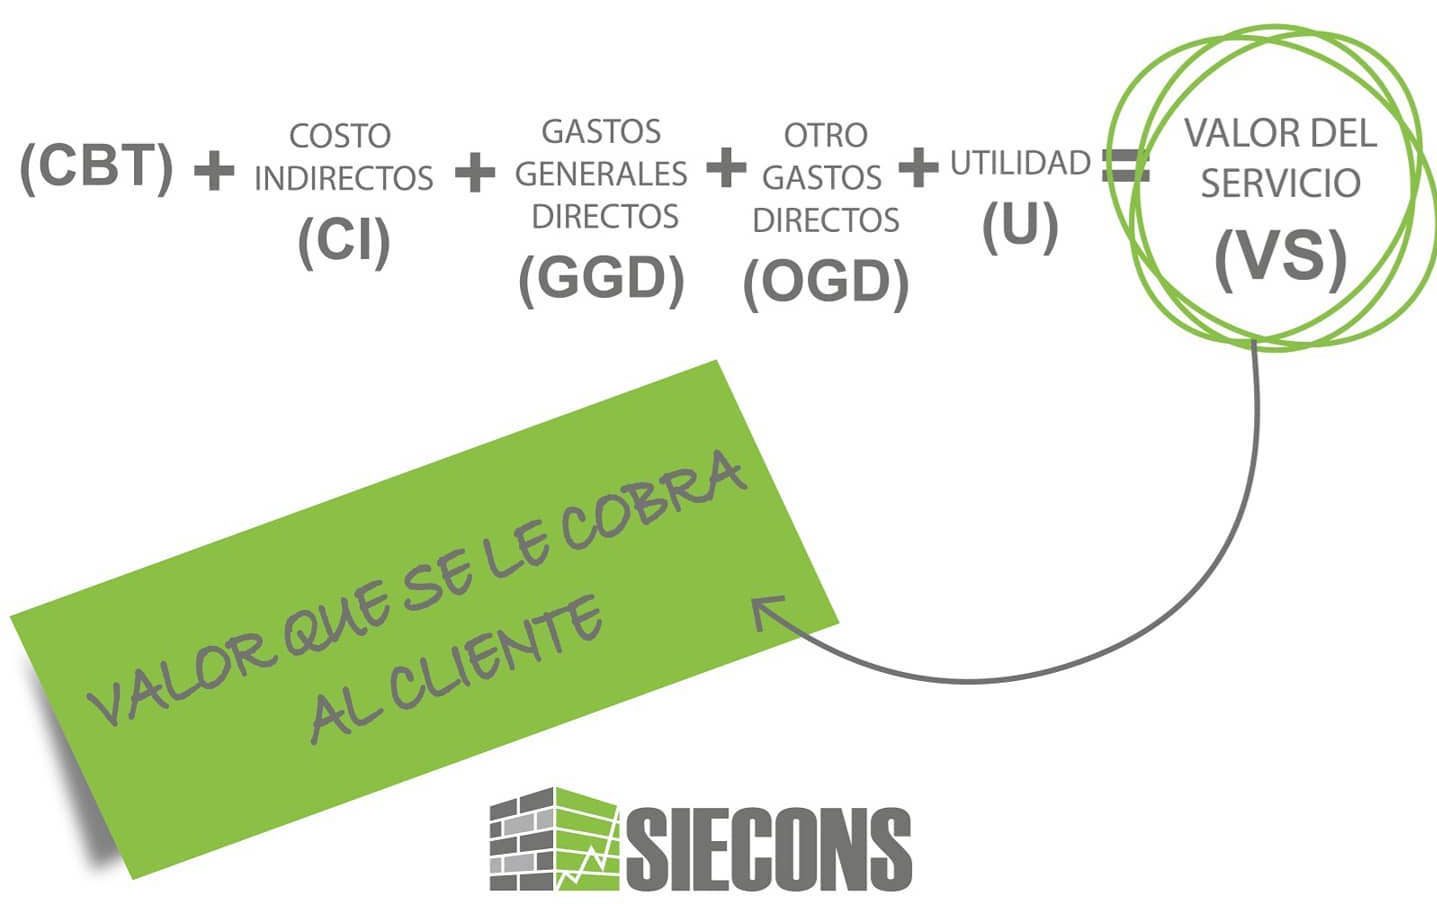 (CBT) + COSTO INDIRECTOS (CI) + GASTOS GENERALES DIRECTOS (GGD) + OTRO GASTOS DIRECTOS (OGD) + UTILIDAD (U) = VALOR DEL SERVICIO (VS)
VALOR QUE SE LE COBRA
AL CLIENTE
SIECONS